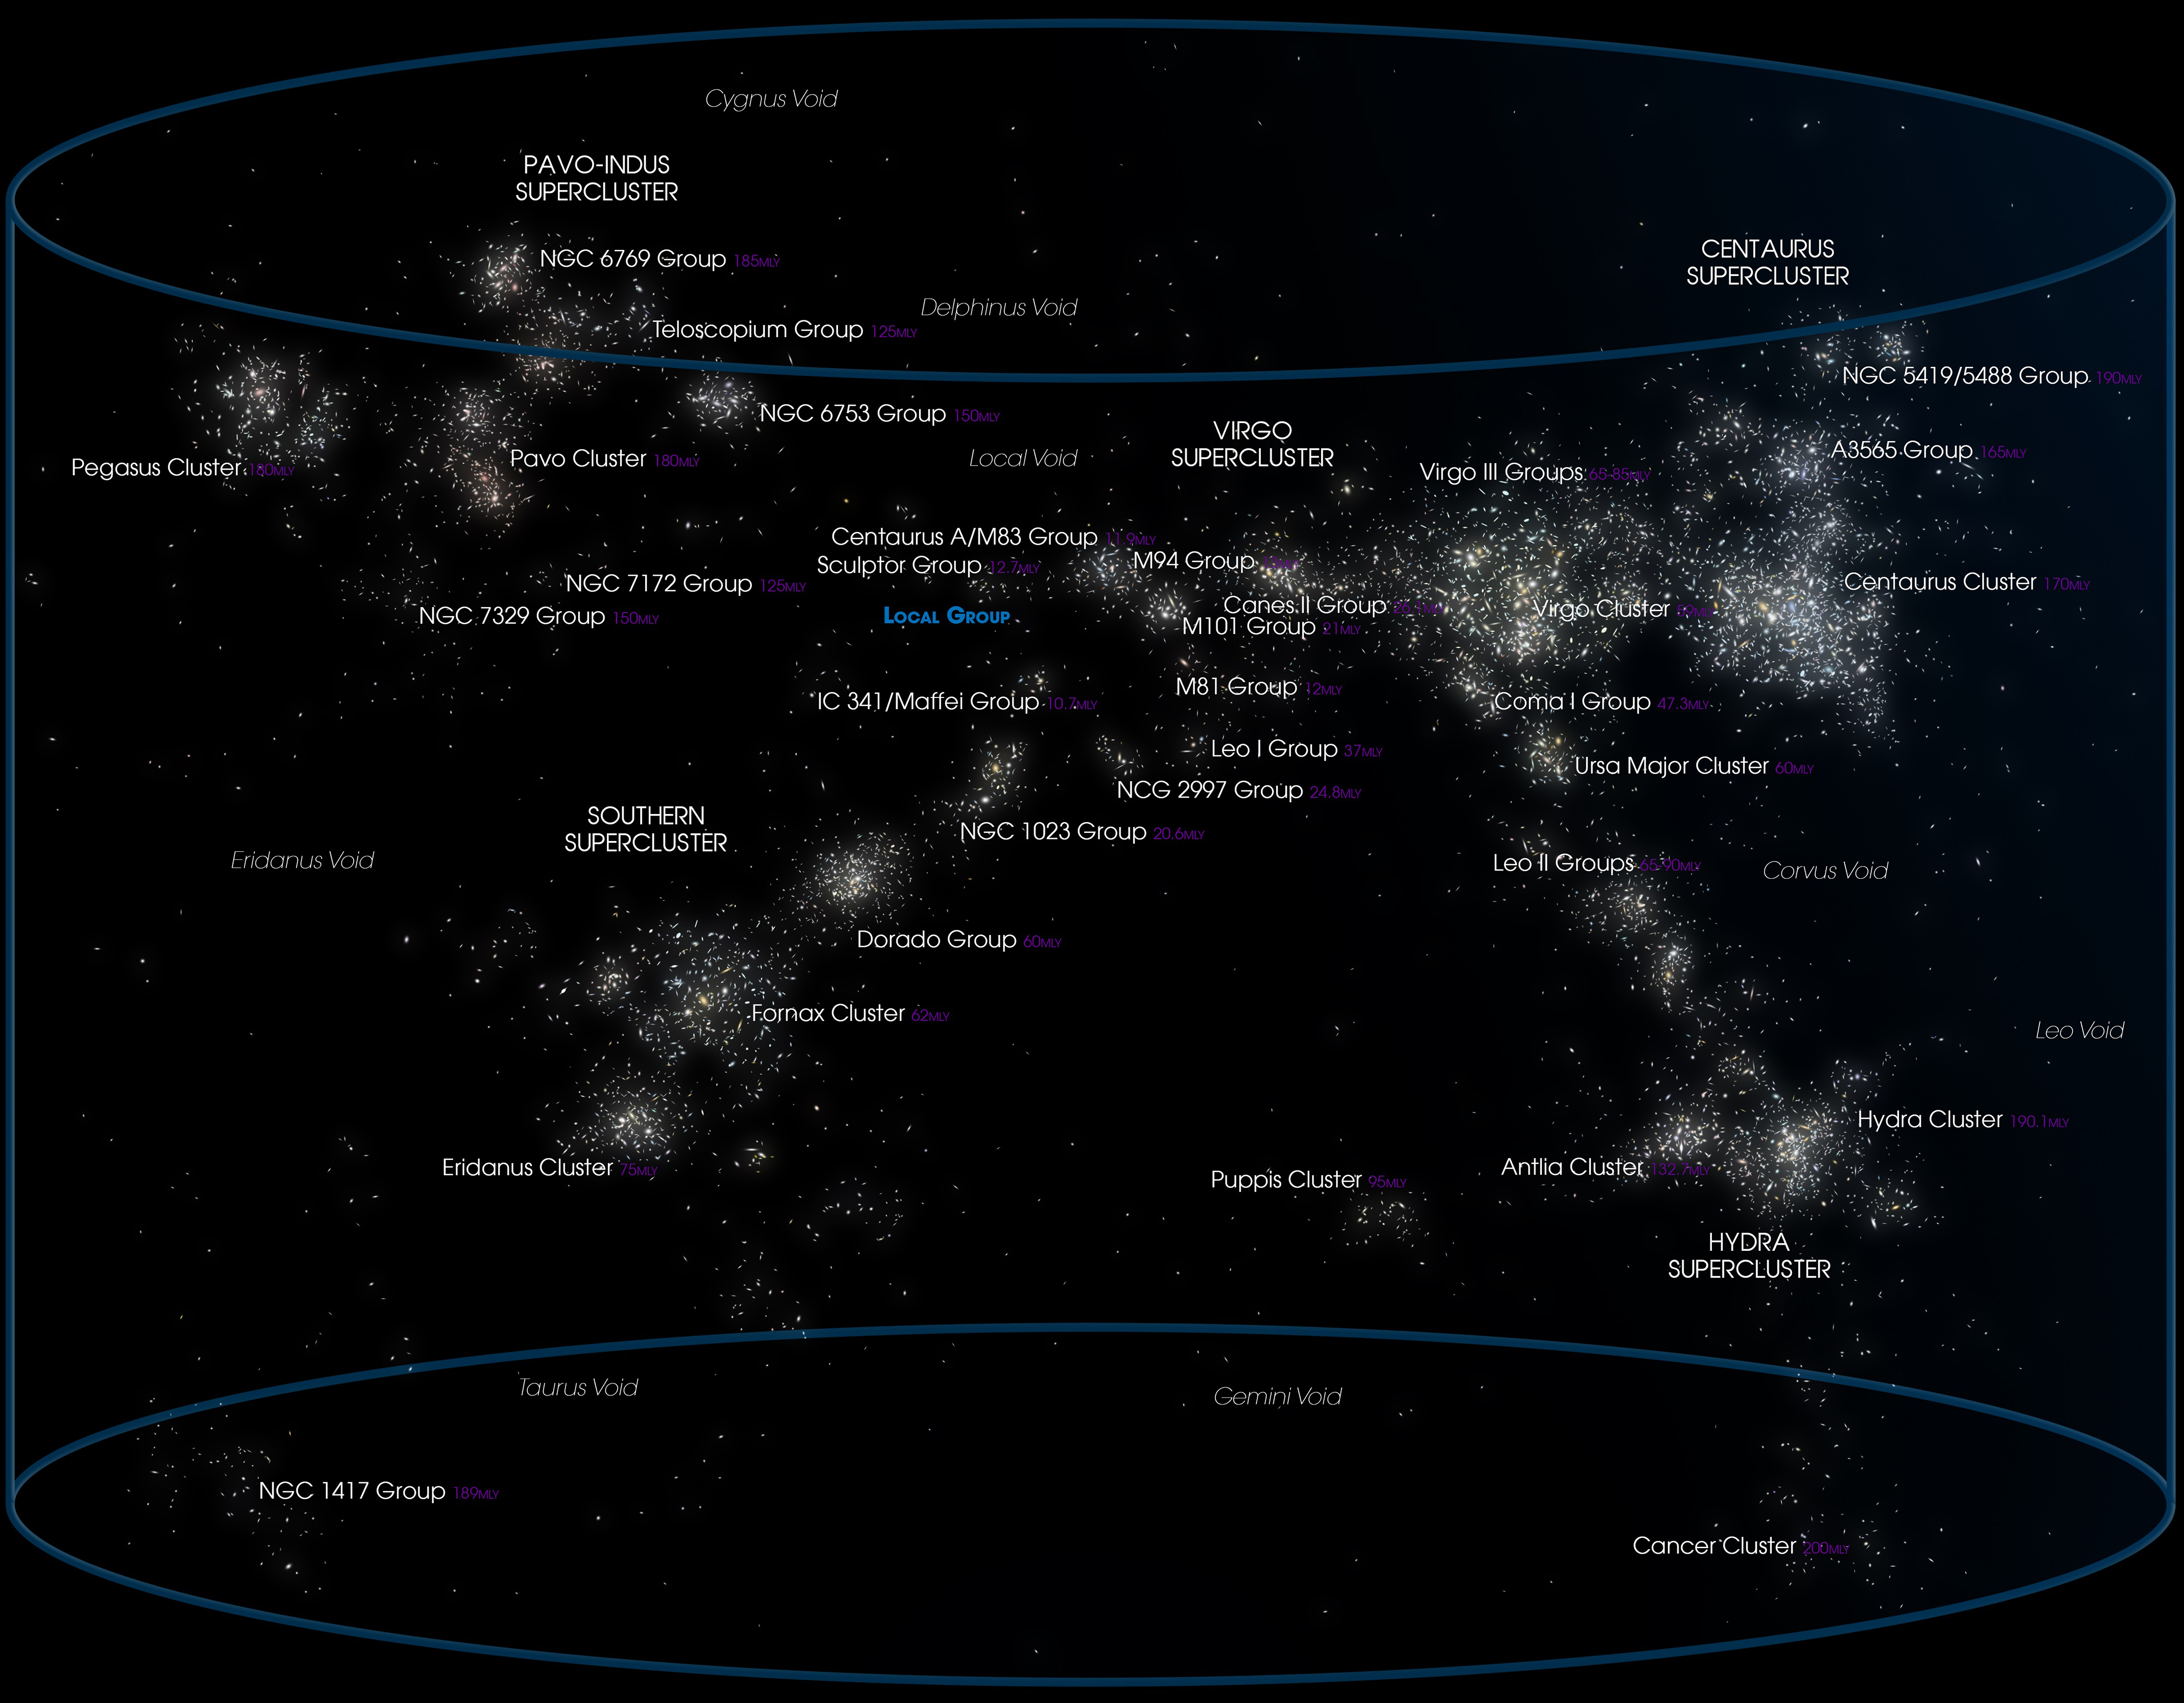 Cygnus Void
PAVO-INDUS
SUPERCLUSTER
NGC 6769 Group 185MLY
CENTAURUS
SUPERCLUSTER
Delphinus Void
Teloscopium Group 125MLY
NGC 5419/5488 Group 190MLY
NGC 6753 Group 150MLY
VIRGO
SUPERCLUSTER
Pegasus Cluster 180MLY
Pavo Cluster 180MLY
Local Void
Virgo III Groups 65-85MLY
A3565 Group 165MLY
Centaurus A/M83 Group 11.9MLY
Sculptor Group 12.7MLY
M94 Group
NGC 7172 Group 125MLY
Centaurus Cluster 170MLY
NGC 7329 Group 150MLY
LOCAL GROUP
Canes II Group
Virgo Cluster
M101 Group 21MLY
IC 341/Maffei Group 10.7MLY
M81 Group 12MLY
Coma I Group 47.3MLY
Leo I Group 37MLY
Ursa Major Cluster 60MLY
NCG 2997 Group 24.8MLY
SOUTHERN
SUPERCLUSTER
NGC 1023 Group 20.6MLY
Eridanus Void
Leo II Groups 65-90MLY
Corvus Void
Dorado Group 60MLY
Fornax Cluster 62MLY
Leo Void
Hydra Cluster 190.1MLY
Eridanus Cluster 75MLY
Puppis Cluster 95MLY
Antlia Cluster 132.7MLY
HYDRA
SUPERCLUSTER
Taurus Void
Gemini Void
NGC 1417 Group 189MLY
Cancer Cluster 200MLY